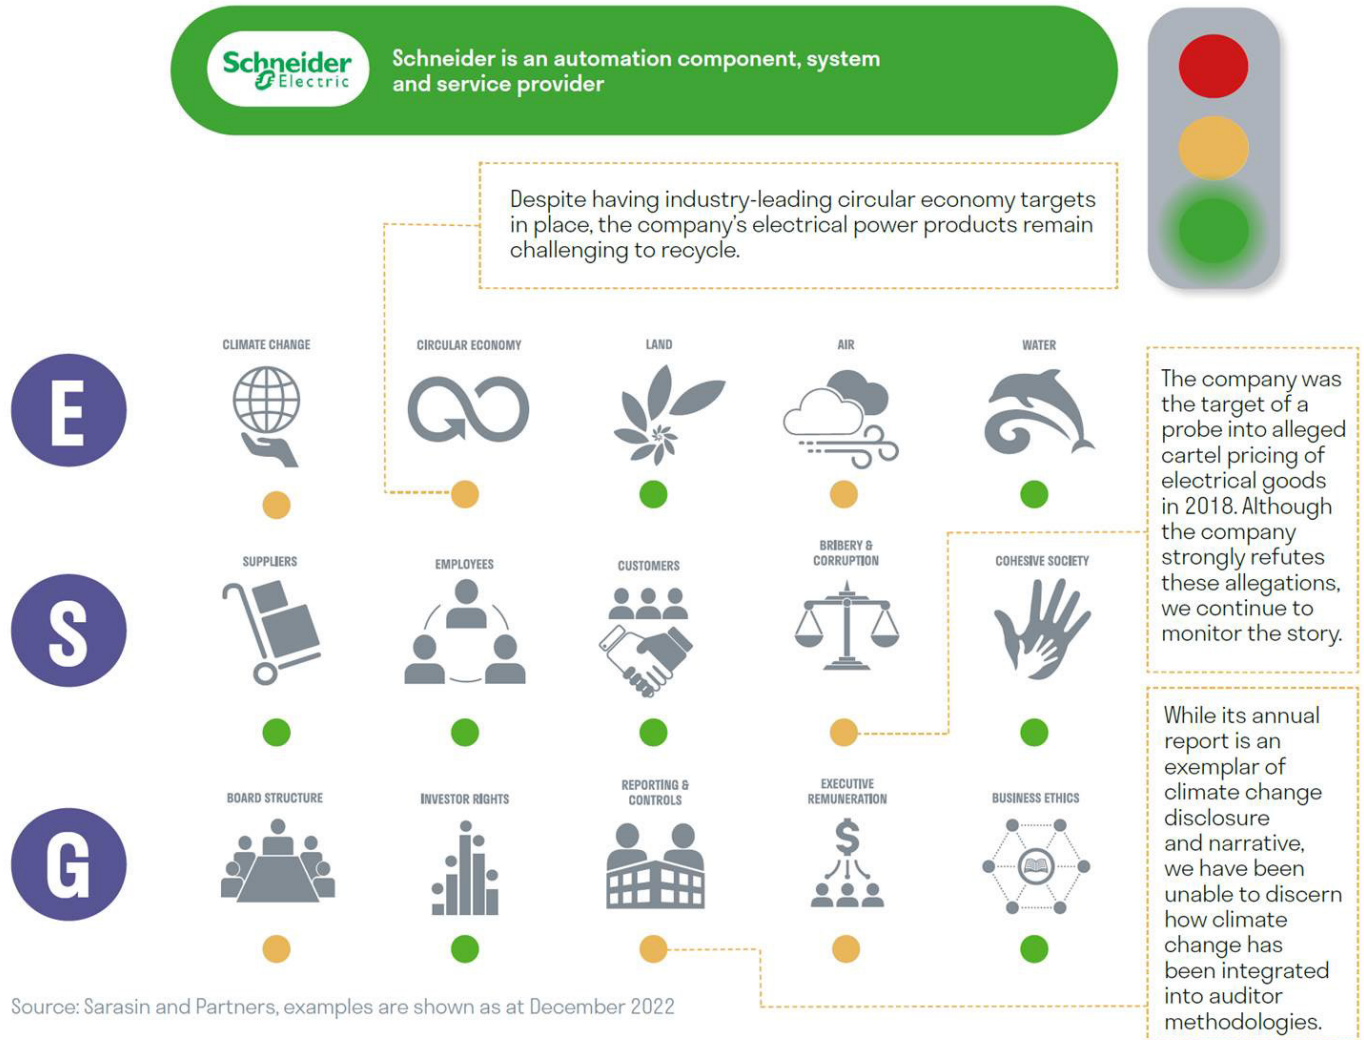 Schneider
Electric
Schneider is an automation component, system
and service provider
Despite having industry-leading circular economy targets
in place, the company's electrical power products remain
challenging to recycle.
E
CLIMATE CHANGE
CIRCULAR ECONOMY
LAND
AIR
WATER
The company was
the target of a
probe into alleged
cartel pricing of
electrical goods
in 2018. Although
the company
strongly refutes
these allegations,
we continue to
monitor the story.
S
SUPPLIERS
EMPLOYEES
CUSTOMERS
BRIBERY &
CORRUPTION
COHESIVE SOCIETY
G
BOARD STRUCTURE
INVESTOR RIGHTS
REPORTING &
CONTROLS
EXECUTIVE
REMUNERATION
$
BUSINESS ETHICS
While its annual
report is an
exemplar of
climate change
disclosure
and narrative,
we have been
unable to discern
how climate
change has
been integrated
into auditor
methodologies.
Source: Sarasin and Partners, examples are shown as at December 2022